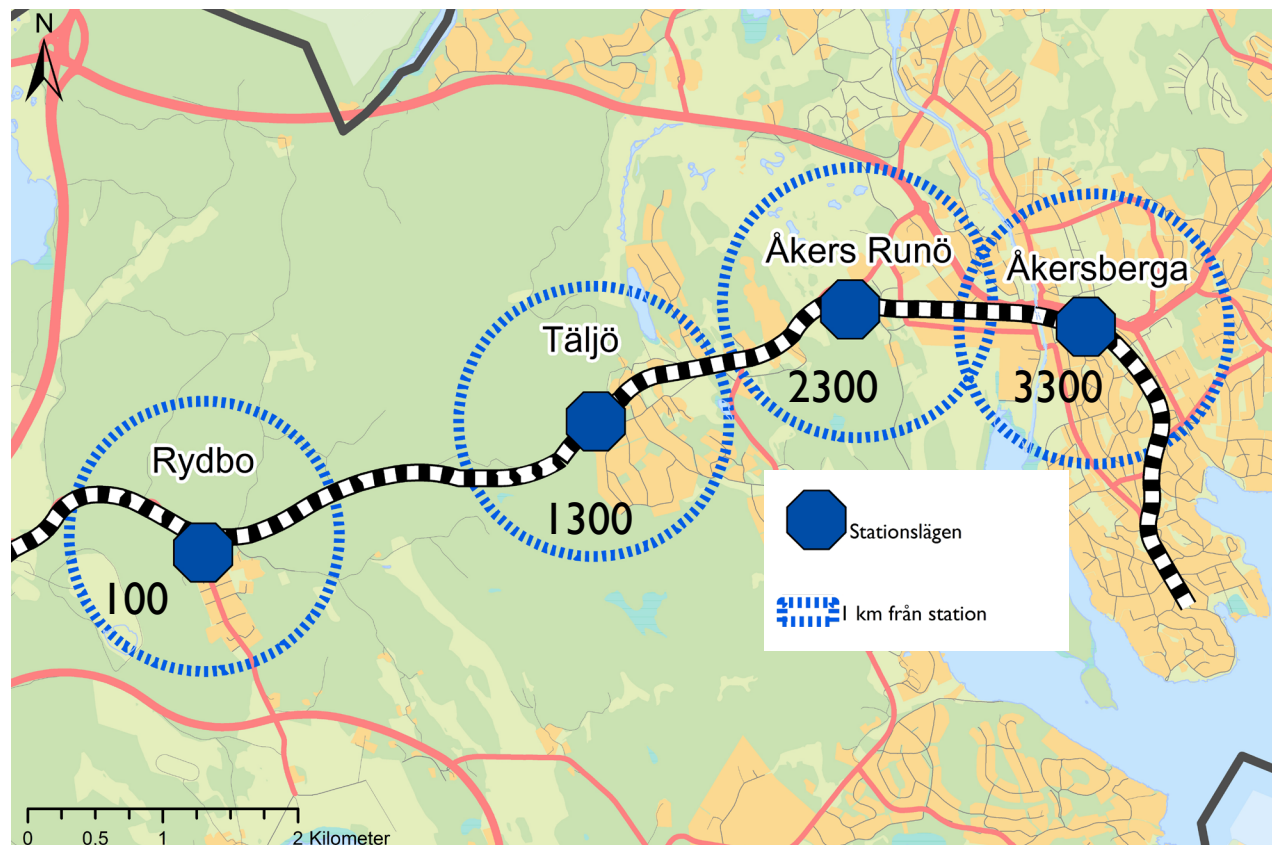 N
Åkers Runö
Åkersberga
Täljö
2300
3300
Rydbo
1300
Stationslägen
100
1 km från station
0 0.5 1 2 Kilometer